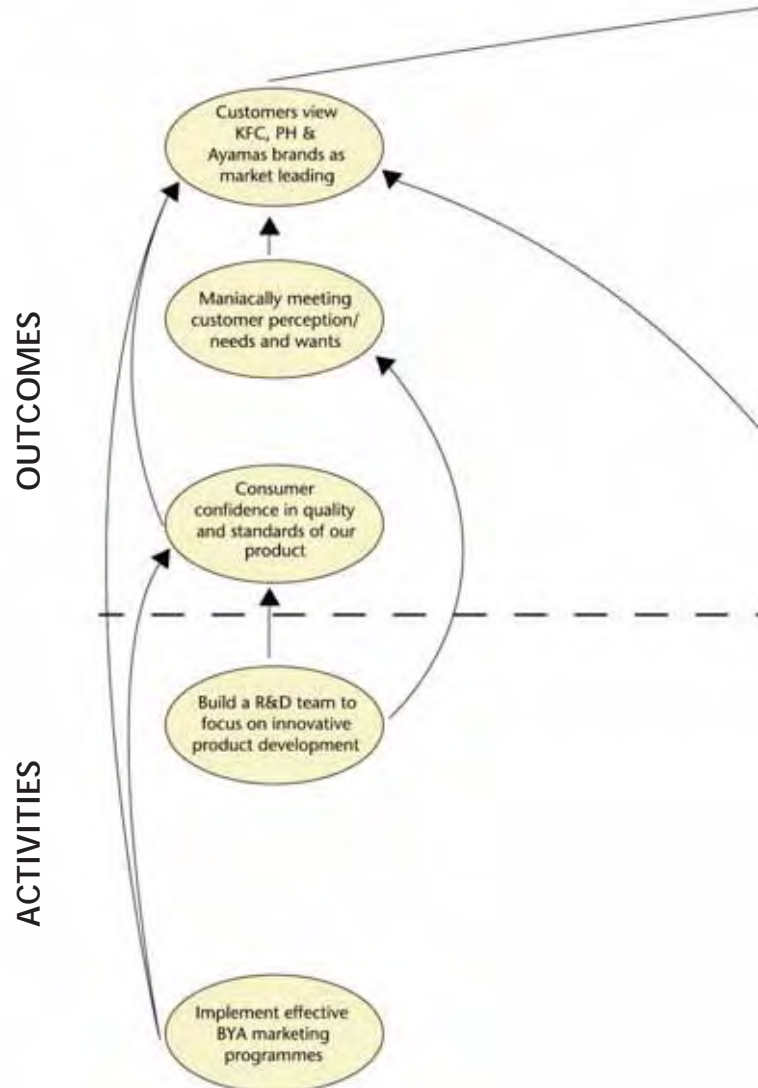 Customers view
KFC, PH &
Ayamas brands as
market leading
Maniacally meeting
customer perception/
needs and wants
OUTCOMES
Consumer
confidence in quality
and standards of our
product
Build a R&D team to
focus on innovative
product development
ACTIVITIES
Implement effective
BYA marketing
programmes